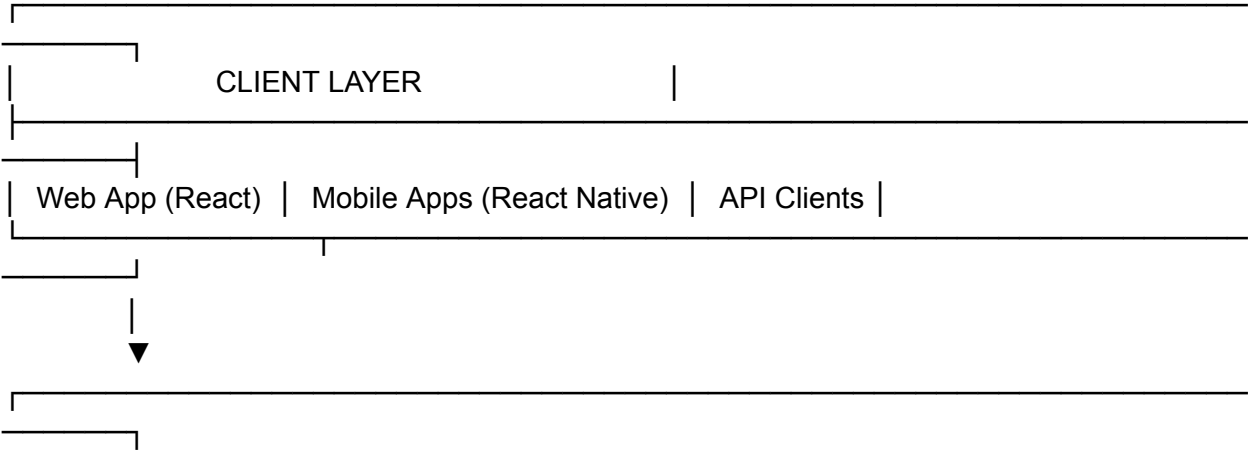 CLIENT LAYER
Web App (React) │ Mobile Apps (React Native) │ API Clients │